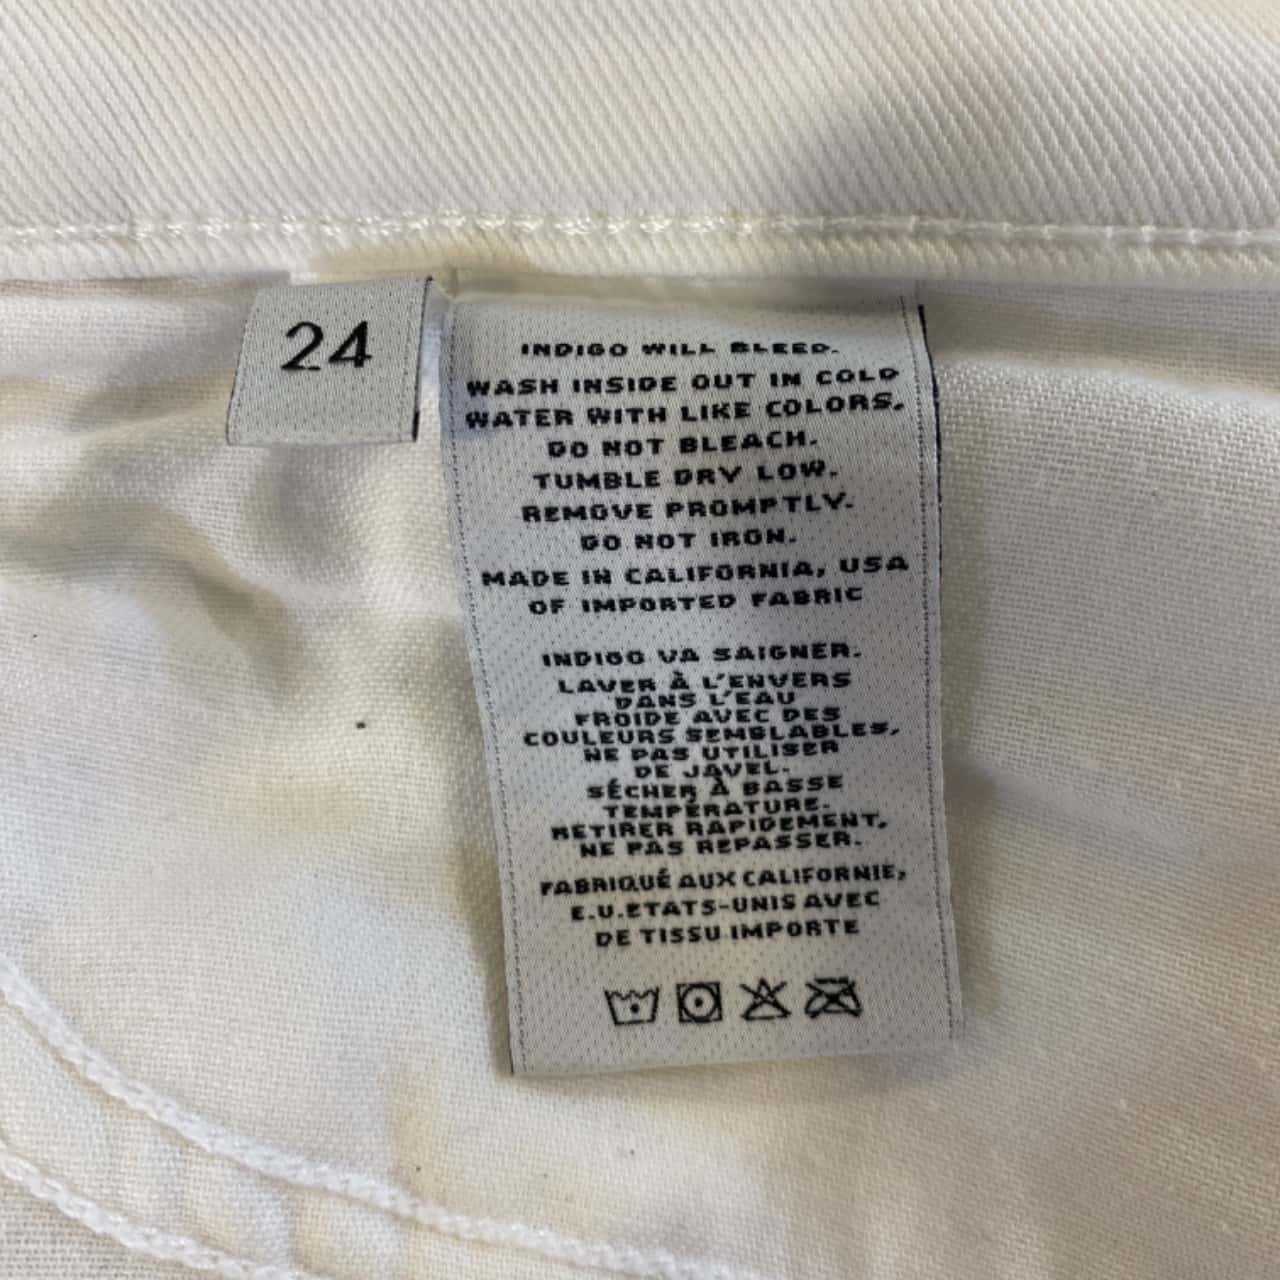 24
INDIGO WILL BLEED.
WASH INSIDE OUT IN COLD
WATER WITH LIKE COLORS.
DO NOT BLEACH.
TUMBLE DRY LOW.
REMOVE PROMPTLY.
DO NOT IRON.
MADE IN CALIFORNIA, USA
OF IMPORTED FABRIC
INDIGO VA SAIGNER.
LAVER À L'ENVERS
DANS L'EAU
FROIDE AVEC DES
COULEURS SEMBLABLES.
NE PAS UTILISER
DE JAVEL.
SÉCHER À BASSE
TEMPÉRATURE.
RETIRER RAPIDEMENT.
NE PAS REPASSER.
FABRIQUÉ AUX CALIFORNIE,
E.U.ETATS-UNIS AVEC
DE TISSU IMPORTE